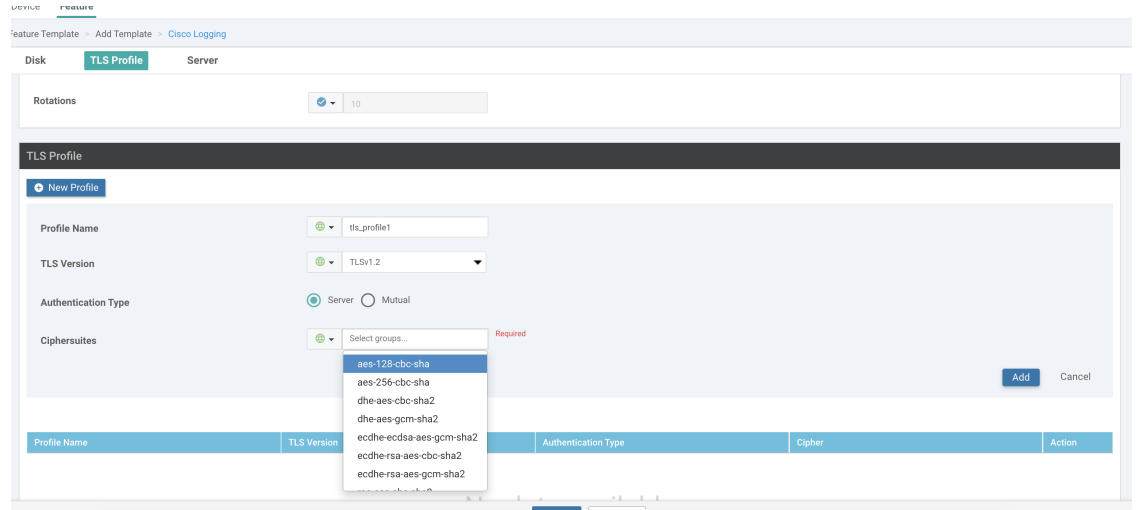 Device Feature
Feature Template > Add Template > Cisco Logging
Disk TLS Profile Server
Rotations 10
TLS Profile
New Profile
Profile Name tls_profile1
TLS Version TLSv1.2
Authentication Type Server Mutual
Ciphersuites Select groups... Required
aes-128-cbc-sha
aes-256-cbc-sha
Add Cancel
dhe-aes-cbc-sha2
dhe-aes-gcm-sha2
ecdhe-ecdsa-aes-gcm-sha2
Profile Name TLS Version Authentication Type Cipher Action
ecdhe-rsa-aes-cbc-sha2
ecdhe-rsa-aes-gcm-sha2